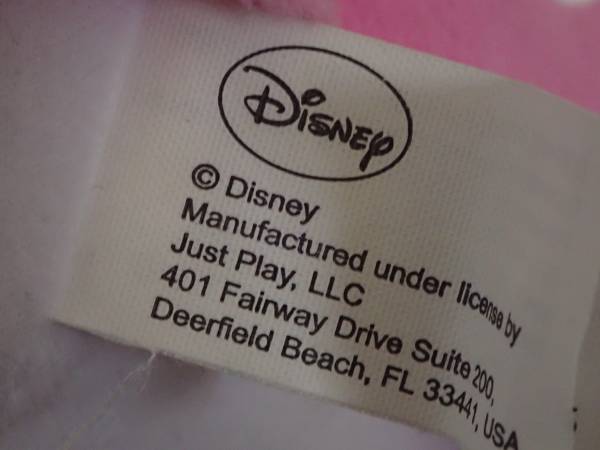 Disney
© Disney
Manufactured under license by
Just Play, LLC
401 Fairway Drive Suite 200,
Deerfield Beach, FL 33441, USA